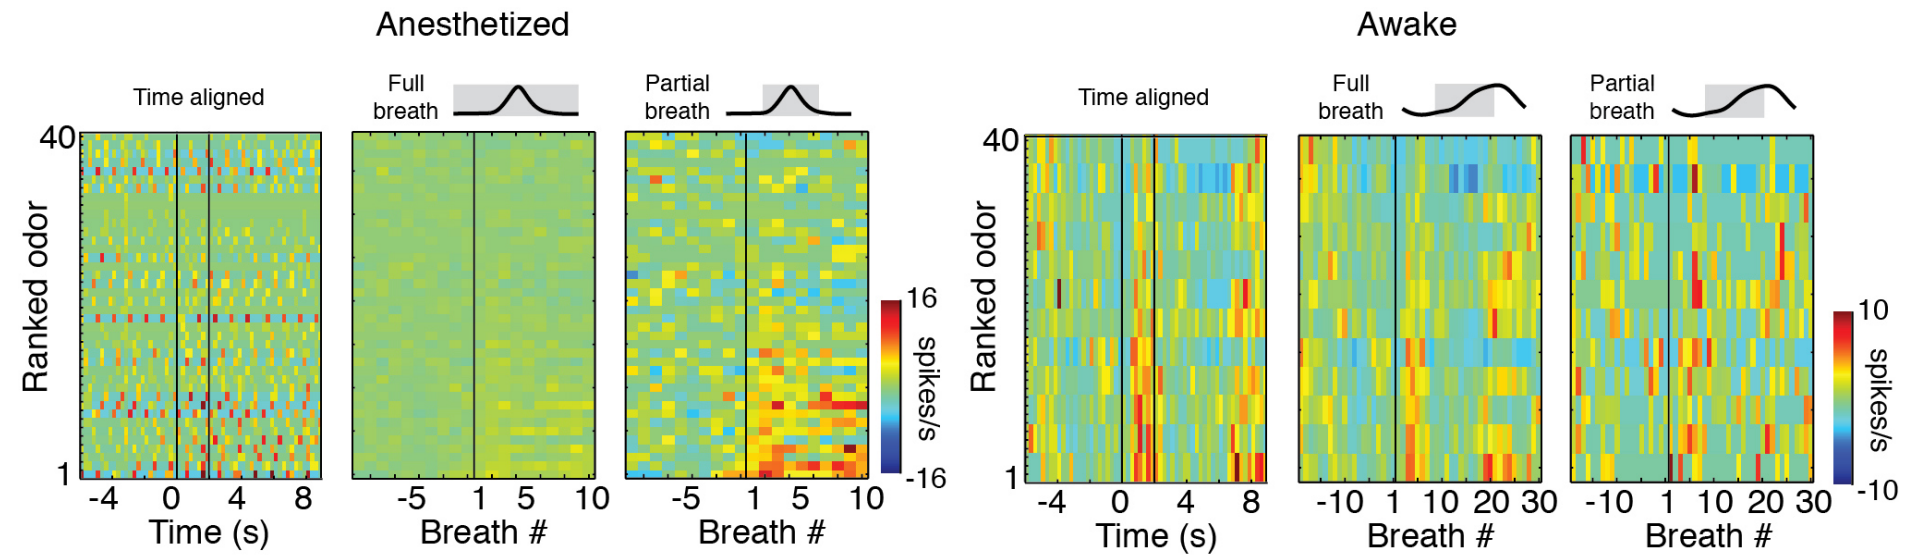 Anesthetized
Time aligned
Full
breath
Partial
breath
40
1
Ranked odor
-4 0 4 8
Time (s)
-5 1 5 10
Breath #
-5 1 5 10
Breath #
16
spikes/s
-16
Awake
Time aligned
Full
breath
Partial
breath
40
1
Ranked odor
-4 0 4 8
Time (s)
-10 1 10 20 30
Breath #
-10 1 10 20 30
Breath #
10
spikes/s
-10